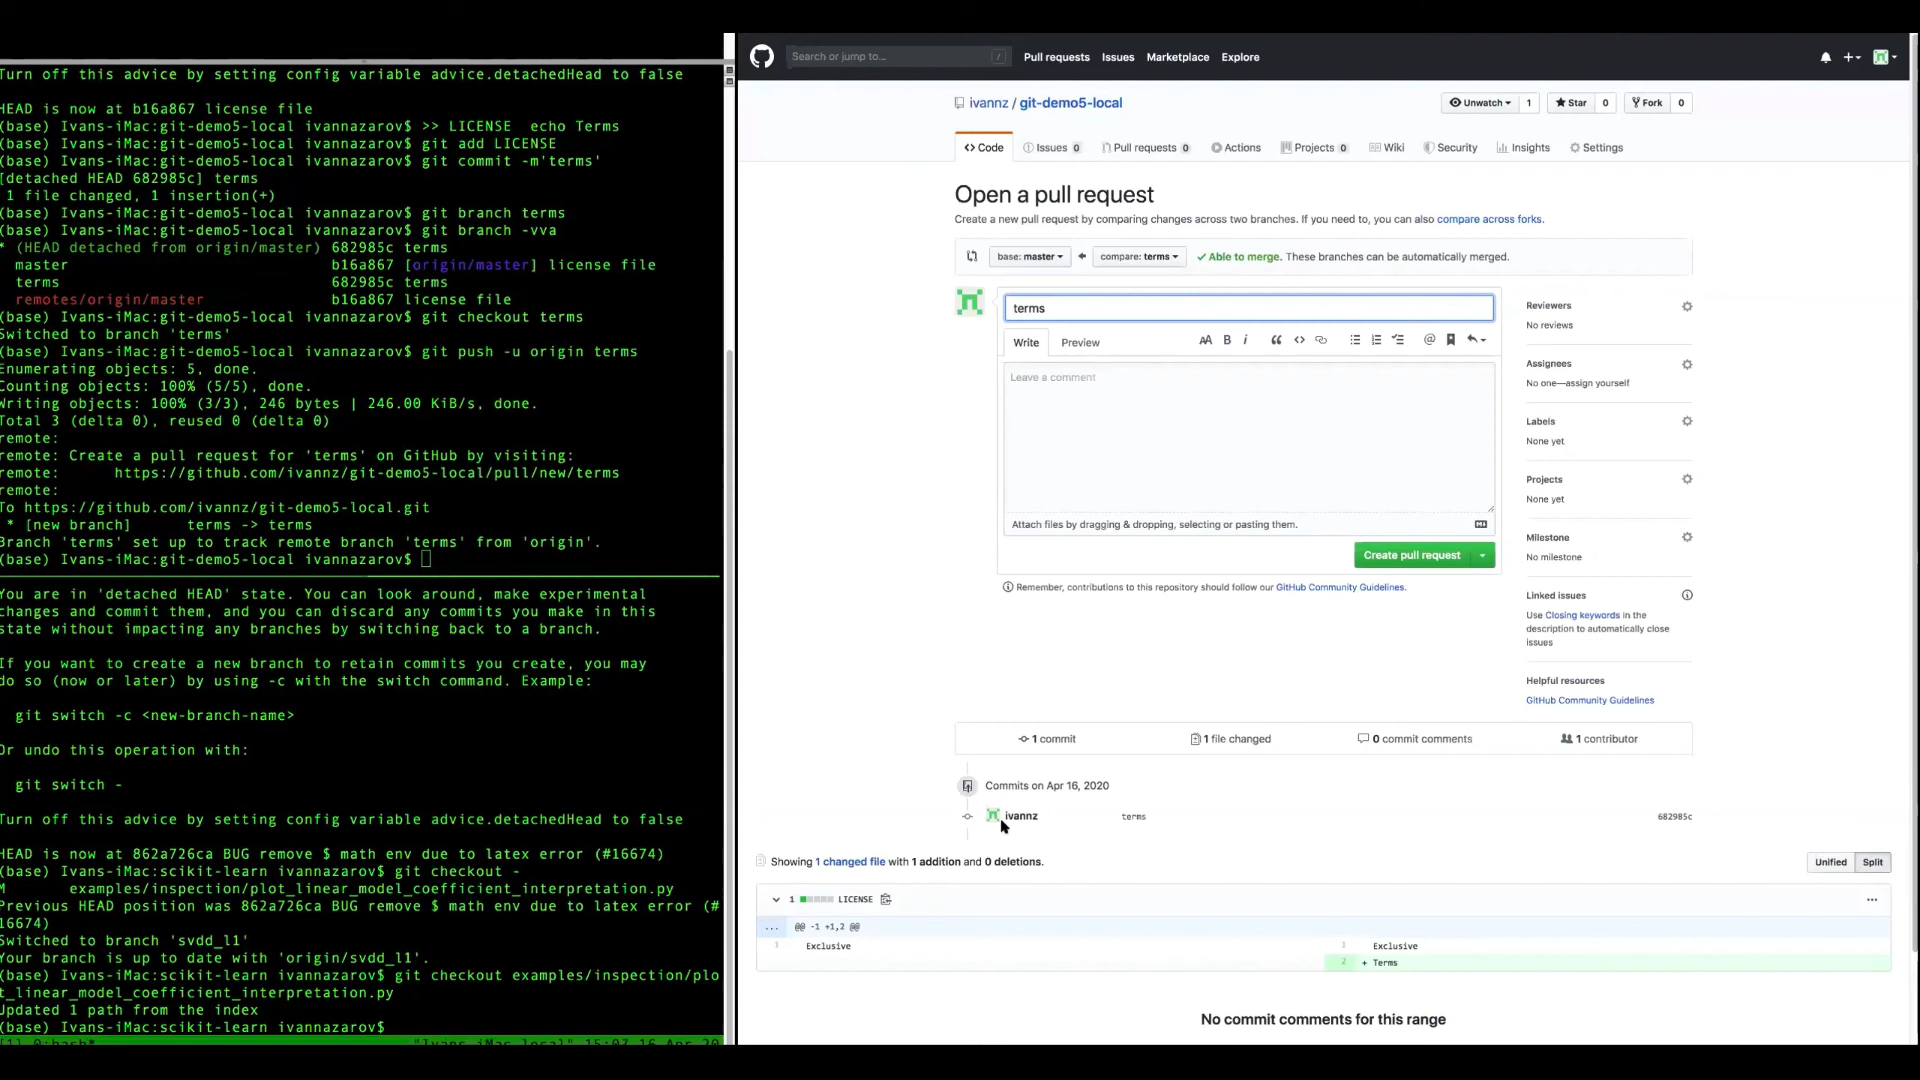 Turn off this advice by setting config variable advice.detachedHead to false
HEAD is now at b16a867 license file
(base) Ivans-iMac:git-demo5-local ivannazarov$ >> LICENSE  echo Terms
(base) Ivans-iMac:git-demo5-local ivannazarov$ git add LICENSE
(base) Ivans-iMac:git-demo5-local ivannazarov$ git commit -m'terms'
[detached HEAD 682985c] terms
1 file changed, 1 insertion(+)
(base) Ivans-iMac:git-demo5-local ivannazarov$ git branch terms
(base) Ivans-iMac:git-demo5-local ivannazarov$ git branch -vva
* (HEAD detached from origin/master) 682985c terms
master b16a867 [origin/master] license file
terms 682985c terms
remotes/origin/master b16a867 license file
(base) Ivans-iMac:git-demo5-local ivannazarov$ git checkout terms
Switched to branch 'terms'
(base) Ivans-iMac:git-demo5-local ivannazarov$ git push -u origin terms
Enumerating objects: 5, done.
Counting objects: 100% (5/5), done.
Writing objects: 100% (3/3), 246 bytes | 246.00 KiB/s, done.
Total 3 (delta 0), reused 0 (delta 0)
remote:
remote: Create a pull request for 'terms' on GitHub by visiting:
remote:      https://github.com/ivannz/git-demo5-local/pull/new/terms
remote:
To https://github.com/ivannz/git-demo5-local.git
* [new branch]      terms -> terms
Branch 'terms' set up to track remote branch 'terms' from 'origin'.
(base) Ivans-iMac:git-demo5-local ivannazarov$
You are in 'detached HEAD' state. You can look around, make experimental
changes and commit them, and you can discard any commits you make in this
state without impacting any branches by switching back to a branch.
If you want to create a new branch to retain commits you create, you may
do so (now or later) by using -c with the switch command. Example:
git switch -c <new-branch-name>
Or undo this operation with:
git switch -
Turn off this advice by setting config variable advice.detachedHead to false
HEAD is now at 862a726ca BUG remove $ math env due to latex error (#16674)
(base) Ivans-iMac:scikit-learn ivannazarov$ git checkout -
M       examples/inspection/plot_linear_model_coefficient_interpretation.py
Previous HEAD position was 862a726ca BUG remove $ math env due to latex error (#
16674)
Switched to branch 'svdd_l1'
Your branch is up to date with 'origin/svdd_l1'.
(base) Ivans-iMac:scikit-learn ivannazarov$ git checkout examples/inspection/plo
t_linear_model_coefficient_interpretation.py
Updated 1 path from the index
(base) Ivans-iMac:scikit-learn ivannazarov$
[1] 0:bash* "Ivans-iMac.local" 15:07 16-Apr-20
Search or jump to... /
Pull requests Issues Marketplace Explore
ivannz / git-demo5-local
Unwatch 1 Star 0 Fork 0
Code Issues 0 Pull requests 0 Actions Projects 0 Wiki Security Insights Settings
Open a pull request
Create a new pull request by comparing changes across two branches. If you need to, you can also compare across forks.
base: master compare: terms Able to merge. These branches can be automatically merged.
terms
Write Preview
AA B i @
Leave a comment
Attach files by dragging & dropping, selecting or pasting them.
Create pull request
Remember, contributions to this repository should follow our GitHub Community Guidelines.
Reviewers
No reviews
Assignees
No one—assign yourself
Labels
None yet
Projects
None yet
Milestone
No milestone
Linked issues
Use Closing keywords in the
description to automatically close
issues
Helpful resources
GitHub Community Guidelines
1 commit 1 file changed 0 commit comments 1 contributor
Commits on Apr 16, 2020
ivannz terms 682985c
Showing 1 changed file with 1 addition and 0 deletions.
Unified Split
1 LICENSE ...
... @@ -1 +1,2 @@
1 Exclusive 1 Exclusive
2 + Terms
No commit comments for this range